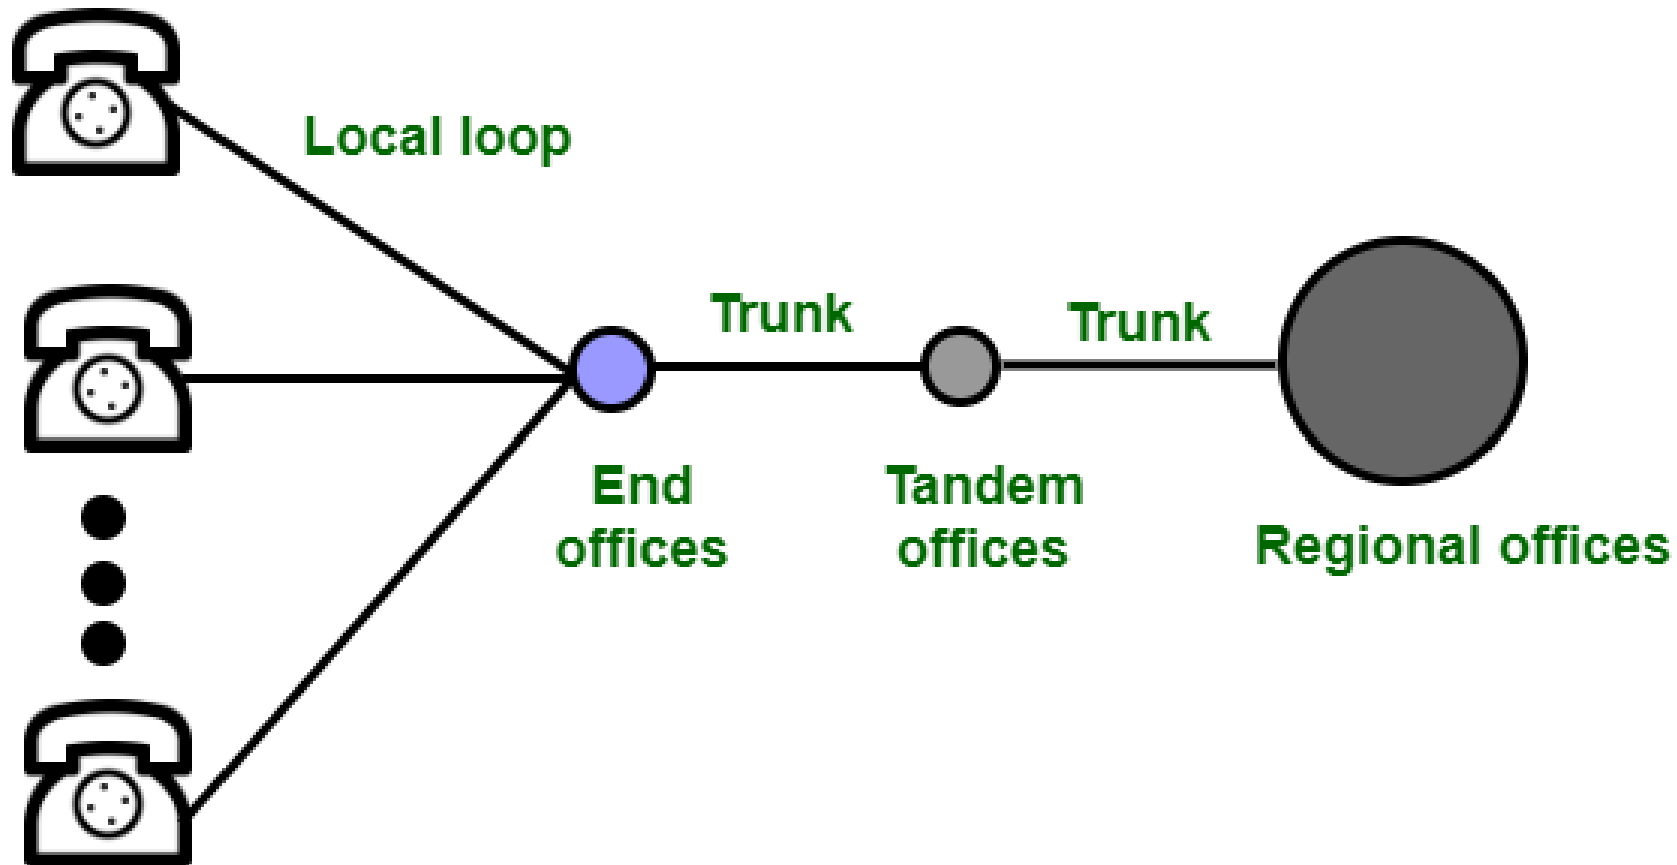 Local loop
Trunk
Trunk
End
offices
Tandem
offices
Regional offices